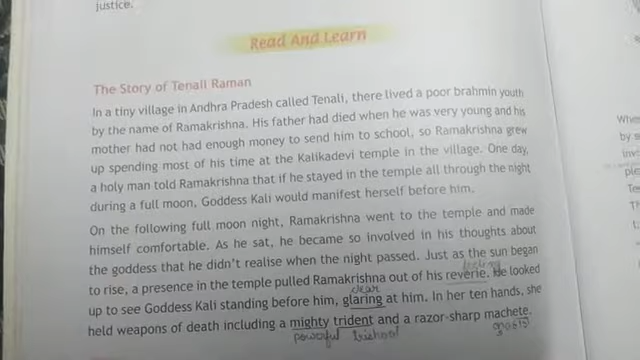 justice.
Read And Learn
The Story of Tenali Raman
In a tiny village in Andhra Pradesh called Tenali, there lived a poor brahmin youth
by the name of Ramakrishna. His father had died when he was very young and his
mother had not had enough money to send him to school, so Ramakrishna grew
up spending most of his time at the Kalikadevi temple in the village. One day,
a holy man told Ramakrishna that if he stayed in the temple all through the night
during a full moon, Goddess Kali would manifest herself before him.
On the following full moon night, Ramakrishna went to the temple and made
himself comfortable. As he sat, he became so involved in his thoughts about
the goddess that he didn't realise when the night passed. Just as the sun began
to rise, a presence in the temple pulled Ramakrishna out of his reverie. He looked
clear
up to see Goddess Kali standing before him, glaring at him. In her ten hands, she
held weapons of death including a mighty trident and a razor-sharp machete.
powerful trishool
Whe
by s
inv
ple
Te
Th
t